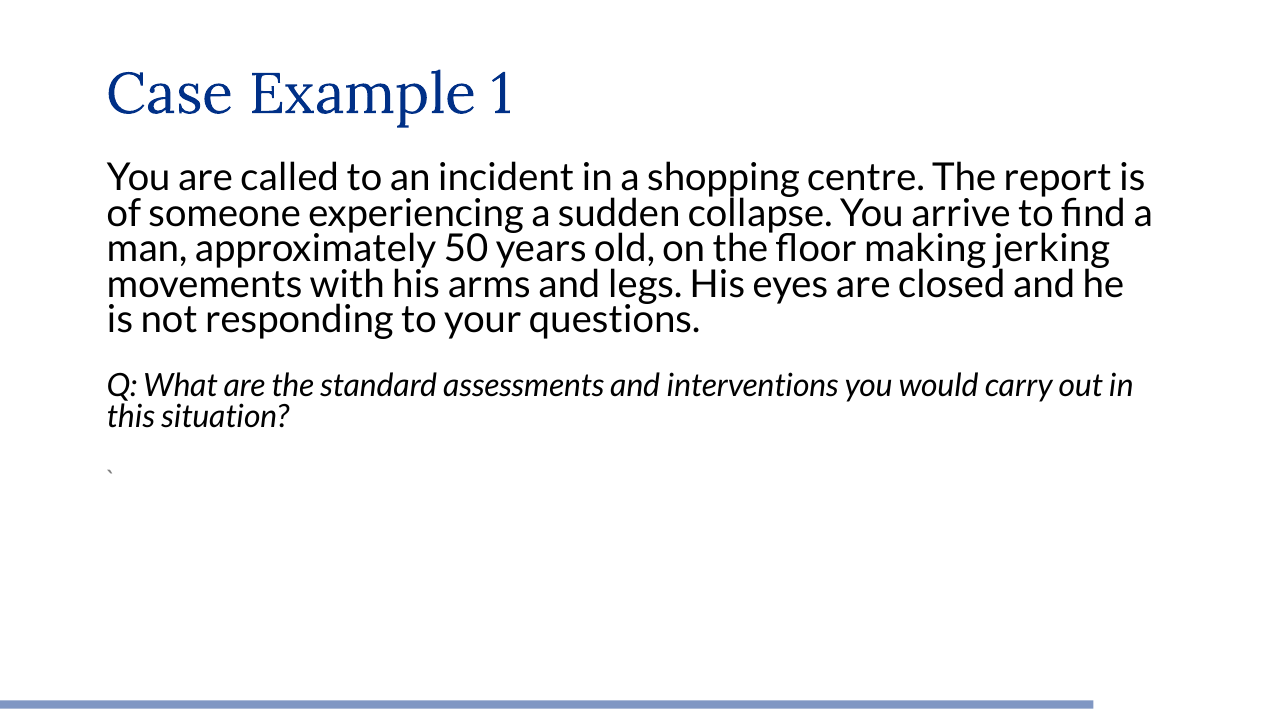 Case Example 1
You are called to an incident in a shopping centre. The report is
of someone experiencing a sudden collapse. You arrive to find a
man, approximately 50 years old, on the floor making jerking
movements with his arms and legs. His eyes are closed and he
is not responding to your questions.
Q: What are the standard assessments and interventions you would carry out in
this situation?
`